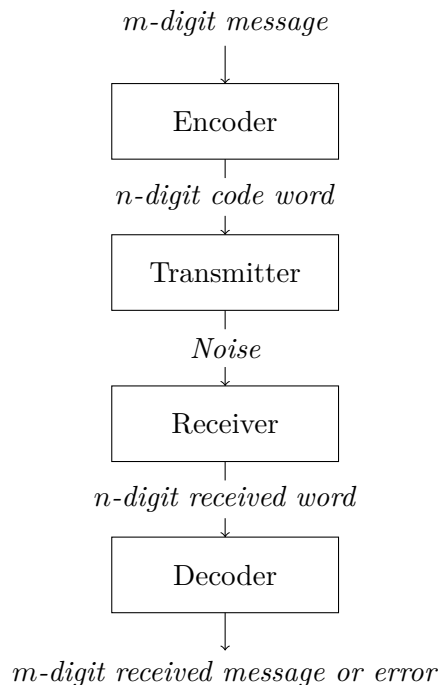 m-digit message
Encoder
n-digit code word
Transmitter
Noise
Receiver
n-digit received word
Decoder
m-digit received message or error